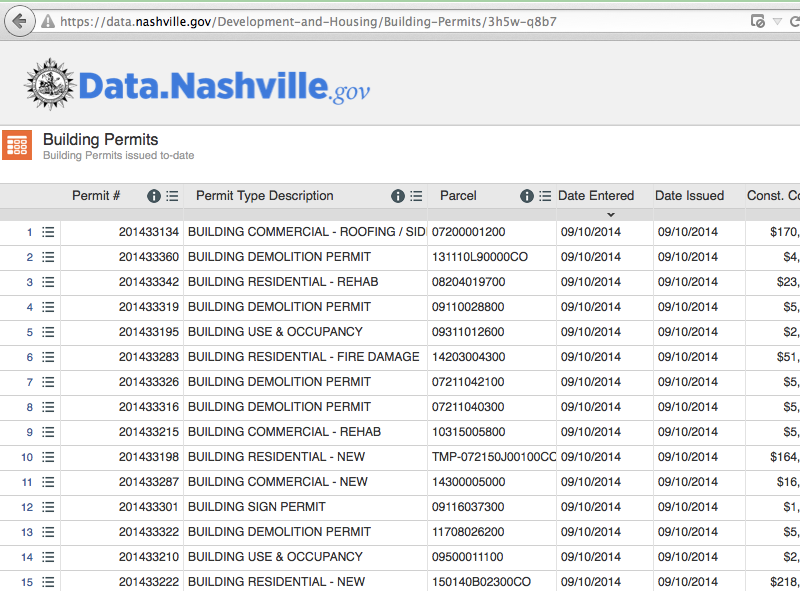 https://data.nashville.gov/Development-and-Housing/Building-Permits/3h5w-q8b7
Data.Nashville.gov
Building Permits
Building Permits issued to-date
Permit # Permit Type Description Parcel Date Entered Date Issued Const. Co
1 201433134 BUILDING COMMERCIAL - ROOFING / SID 07200001200 09/10/2014 09/10/2014 $170,
2 201433360 BUILDING DEMOLITION PERMIT 131110L90000CO 09/10/2014 09/10/2014 $4,
3 201433342 BUILDING RESIDENTIAL - REHAB 08204019700 09/10/2014 09/10/2014 $23,
4 201433319 BUILDING DEMOLITION PERMIT 09110028800 09/10/2014 09/10/2014 $5,
5 201433195 BUILDING USE & OCCUPANCY 09311012600 09/10/2014 09/10/2014 $2,
6 201433283 BUILDING RESIDENTIAL - FIRE DAMAGE 14203004300 09/10/2014 09/10/2014 $51,
7 201433326 BUILDING DEMOLITION PERMIT 07211042100 09/10/2014 09/10/2014 $5,
8 201433316 BUILDING DEMOLITION PERMIT 07211040300 09/10/2014 09/10/2014 $5,
9 201433215 BUILDING COMMERCIAL - REHAB 10315005800 09/10/2014 09/10/2014 $5,
10 201433198 BUILDING RESIDENTIAL - NEW TMP-072150J00100CC 09/10/2014 09/10/2014 $164,
11 201433287 BUILDING COMMERCIAL - NEW 14300005000 09/10/2014 09/10/2014 $16,
12 201433301 BUILDING SIGN PERMIT 09116037300 09/10/2014 09/10/2014 $1,
13 201433322 BUILDING DEMOLITION PERMIT 11708026200 09/10/2014 09/10/2014 $5,
14 201433210 BUILDING USE & OCCUPANCY 09500011100 09/10/2014 09/10/2014 $2,
15 201433222 BUILDING RESIDENTIAL - NEW 150140B02300CO 09/10/2014 09/10/2014 $218,